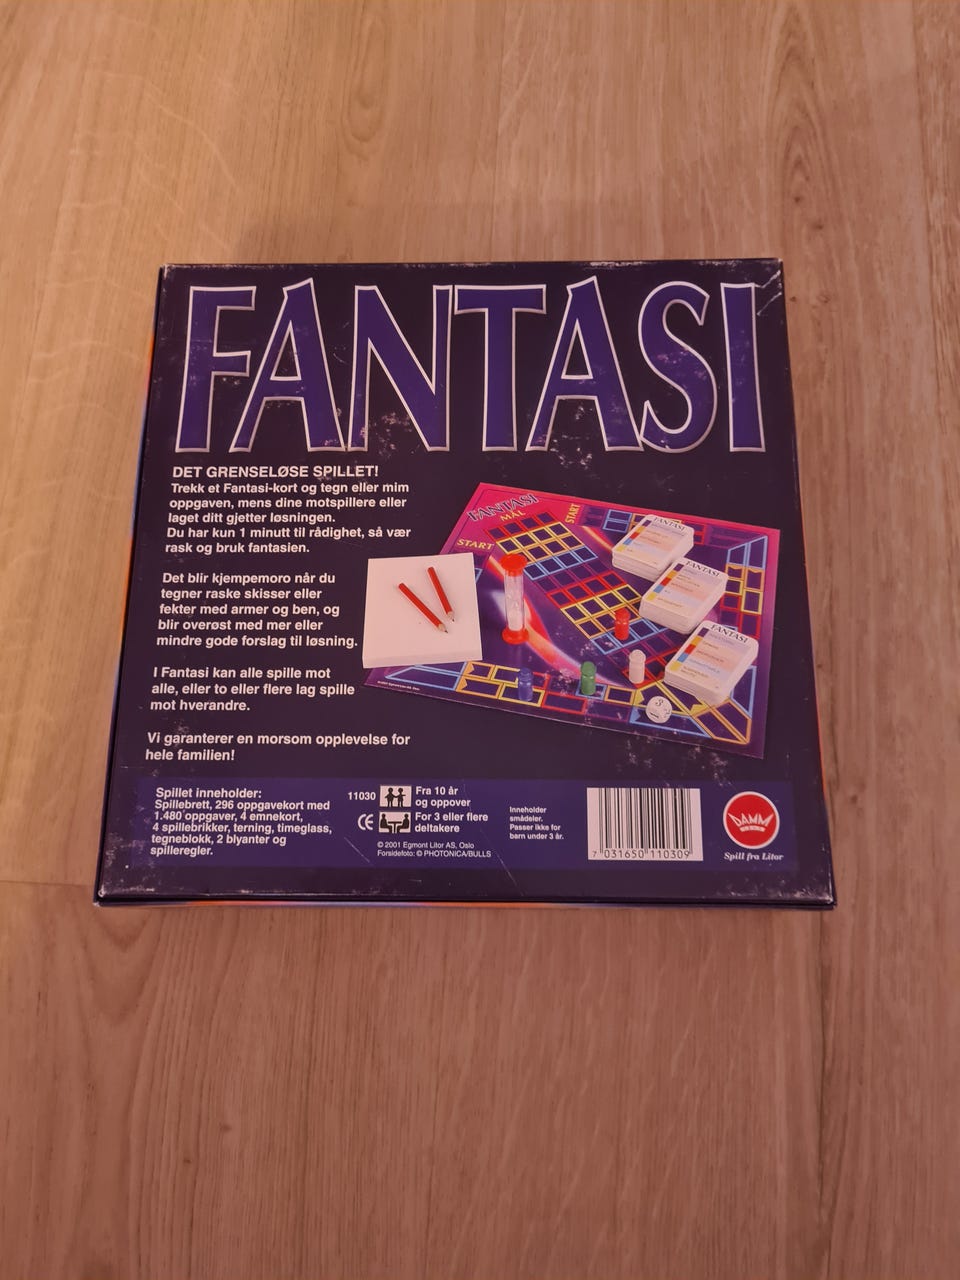 FANTASI
DET GRENSELØSE SPILLET!
Trekk et Fantasi-kort og tegn eller mim
oppgaven, mens dine motspillere eller
laget ditt gjetter løsningen.
Du har kun 1 minutt til rådighet, så vær
rask og bruk fantasien.
Det blir kjempemoro når du
tegner raske skisser eller
fekter med armer og ben, og
blir overøst med mer eller
mindre gode forslag til løsning.
I Fantasi kan alle spille mot
alle, eller to eller flere lag spille
mot hverandre.
Vi garanterer en morsom opplevelse for
hele familien!
FANTASI
MÅL
START
START
FANTASI
FANTASI
FANTASI
3
Spillet inneholder:
Spillebrett, 296 oppgavekort med
1.480 oppgaver, 4 emnekort,
4 spillebrikker, terning, timeglass,
tegneblokk, 2 blyanter og
spilleregler.
11030
Fra 10 år
og oppover
CE
For 3 eller flere
deltakere
© 2001 Egmont Litor AS, Oslo
Forsidefoto: © PHOTONICA/BULLS
Inneholder
smådeler.
Passer ikke for
barn under 3 år.
7 031650 110309
DAMM
Spill fra Litor